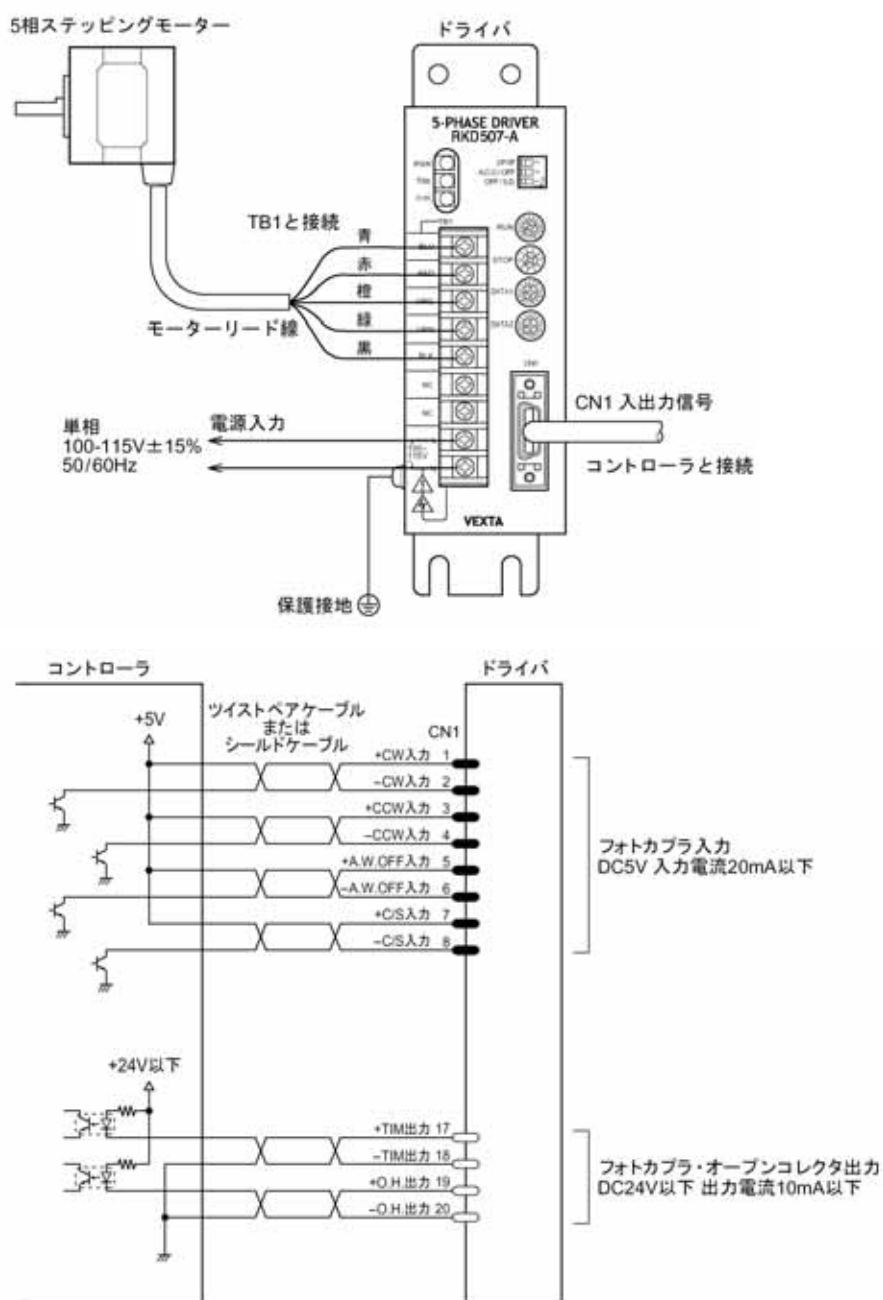 5相ステッピングモーター
ドライバ
5-PHASE DRIVER
RKD507-A
TIM
RUN
STOP
DATA1
DATA2
TB1と接続
TB1
青
赤
橙
緑
黒
モーターリード線
NC
NC
CN1
CN1 入出力信号
コントローラと接続
電源入力
単相
100-115V±15%
50/60Hz
VEXTA
保護接地
コントローラ
ドライバ
ツイストペアケーブル
または
シールドケーブル
+5V
CN1
+CW入力 1
−CW入力 2
+CCW入力 3
−CCW入力 4
+A.W.OFF入力 5
−A.W.OFF入力 6
+C/S入力 7
−C/S入力 8
フォトカプラ入力
DC5V 入力電流20mA以下
+24V以下
+TIM出力 17
−TIM出力 18
+O.H.出力 19
−O.H.出力 20
フォトカプラ・オープンコレクタ出力
DC24V以下 出力電流10mA以下